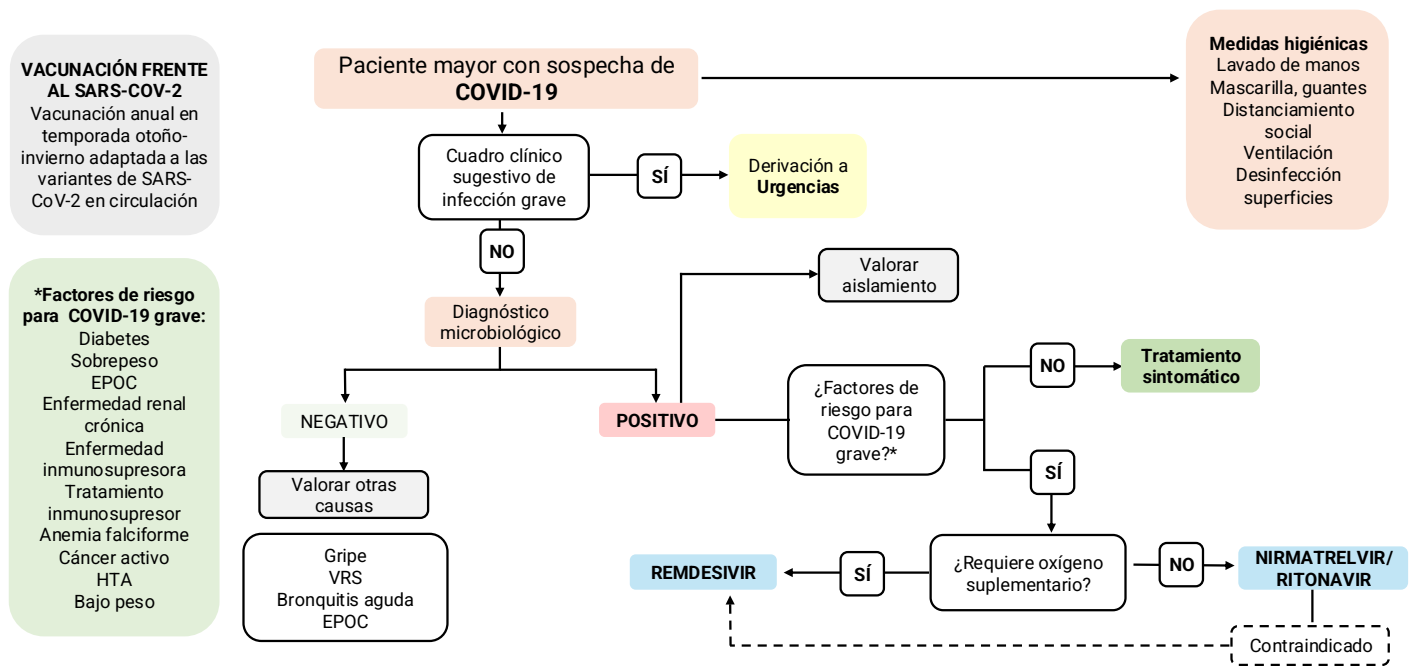 VACUNACIÓN FRENTE
AL SARS-COV-2
Vacunación anual en
temporada otoño-
invierno adaptada a las
variantes de SARS-
CoV-2 en circulación
*Factores de riesgo
para COVID-19 grave:
Diabetes
Sobrepeso
EPOC
Enfermedad renal
crónica
Enfermedad
inmunosupresora
Tratamiento
inmunosupresor
Anemia falciforme
Cáncer activo
HTA
Bajo peso
Paciente mayor con sospecha de
COVID-19
Medidas higiénicas
Lavado de manos
Mascarilla, guantes
Distanciamiento
social
Ventilación
Desinfección
superficies
Cuadro clínico
sugestivo de
infección grave
SÍ
Derivación a
Urgencias
NO
Diagnóstico
microbiológico
Valorar
aislamiento
NEGATIVO
POSITIVO
Valorar otras
causas
Gripe
VRS
Bronquitis aguda
EPOC
¿Factores de
riesgo para
COVID-19
grave?*
NO
Tratamiento
sintomático
SÍ
¿Requiere oxígeno
suplementario?
SÍ
REMDESIVIR
NO
NIRMATRELVIR/
RITONAVIR
Contraindicado